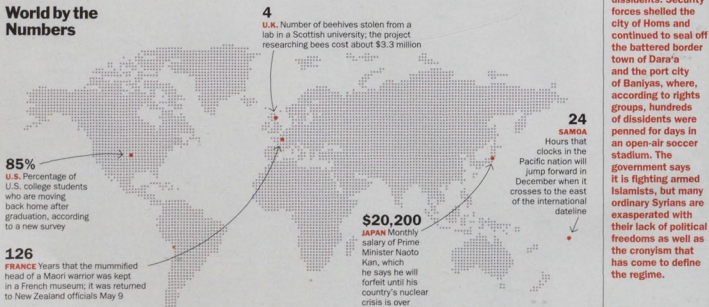 World by the
Numbers
4
U.K. Number of beehives stolen from a
lab in a Scottish university; the project
researching bees cost about $3.3 million
85%
U.S. Percentage of
U.S. college students
who are moving
back home after
graduation, according
to a new survey
126
FRANCE Years that the mummified
head of a Maori warrior was kept
in a French museum; it was returned
to New Zealand officials May 9
$20,200
JAPAN Monthly
salary of Prime
Minister Naoto
Kan, which
he says he will
forfeit until his
country's nuclear
crisis is over
24
SAMOA
Hours that
clocks in the
Pacific nation will
jump forward in
December when it
crosses to the east
of the international
dateline
dissidents. Security
forces shelled the
city of Homs and
continued to seal off
the battered border
town of Dara'a
and the port city
of Baniyas, where,
according to rights
groups, hundreds
of dissidents were
penned for days in
an open-air soccer
stadium. The
government says
it is fighting armed
Islamists, but many
ordinary Syrians are
exasperated with
their lack of political
freedoms as well as
the cronyism that
has come to define
the regime.